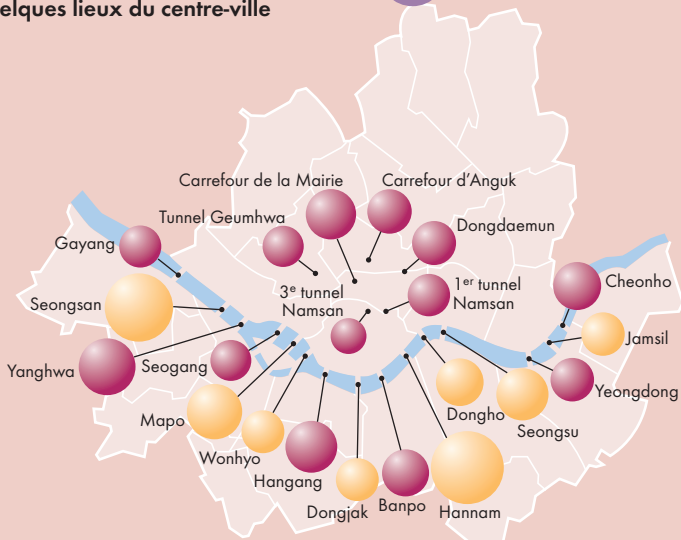 elques lieux du centre-ville
Carrefour de la Mairie
Carrefour d'Anguk
Tunnel Geumhwa
Dongdaemun
Gayang
3e tunnel
Namsan
1er tunnel
Namsan
Cheonho
Seongsan
Jamsil
Yanghwa
Seogang
Yeongdong
Mapo
Dongho
Seongsu
Wonhyo
Hangang
Dongjak
Banpo
Hannam